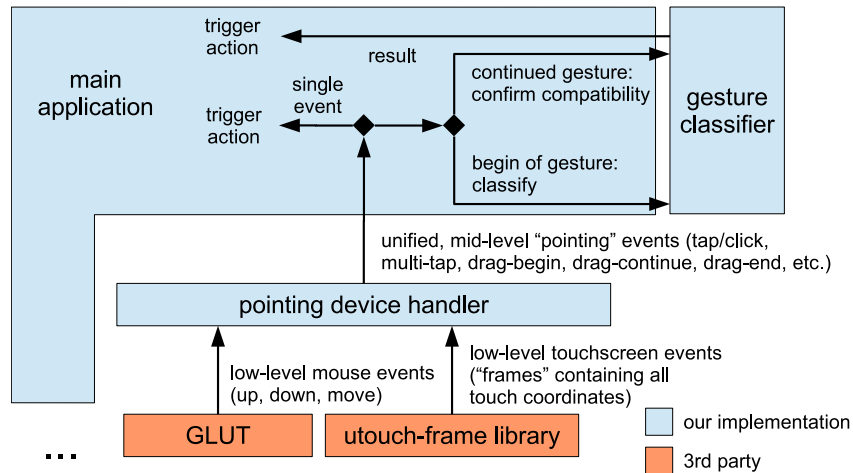 trigger
action
result
main
application
single
event
trigger
action
continued gesture:
confirm compatibility
gesture
classifier
begin of gesture:
classify
unified, mid-level “pointing” events (tap/click,
multi-tap, drag-begin, drag-continue, drag-end, etc.)
pointing device handler
low-level mouse events
(up, down, move)
low-level touchscreen events
(“frames” containing all
touch coordinates)
...
GLUT
utouch-frame library
our implementation
3rd party